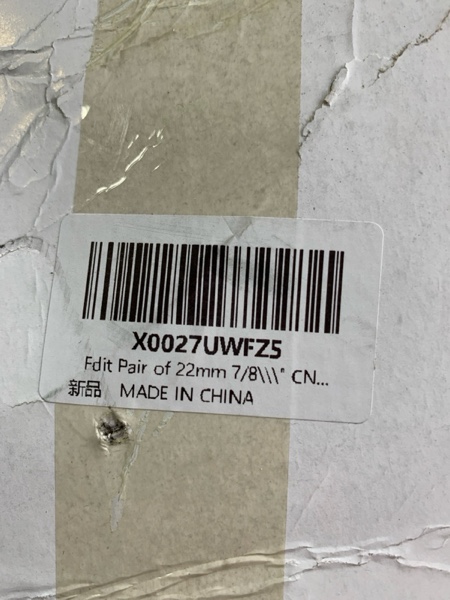 X0027UWFZ5
Fdit Pair of 22mm 7/8\\\" CN...
新品 MADE IN CHINA